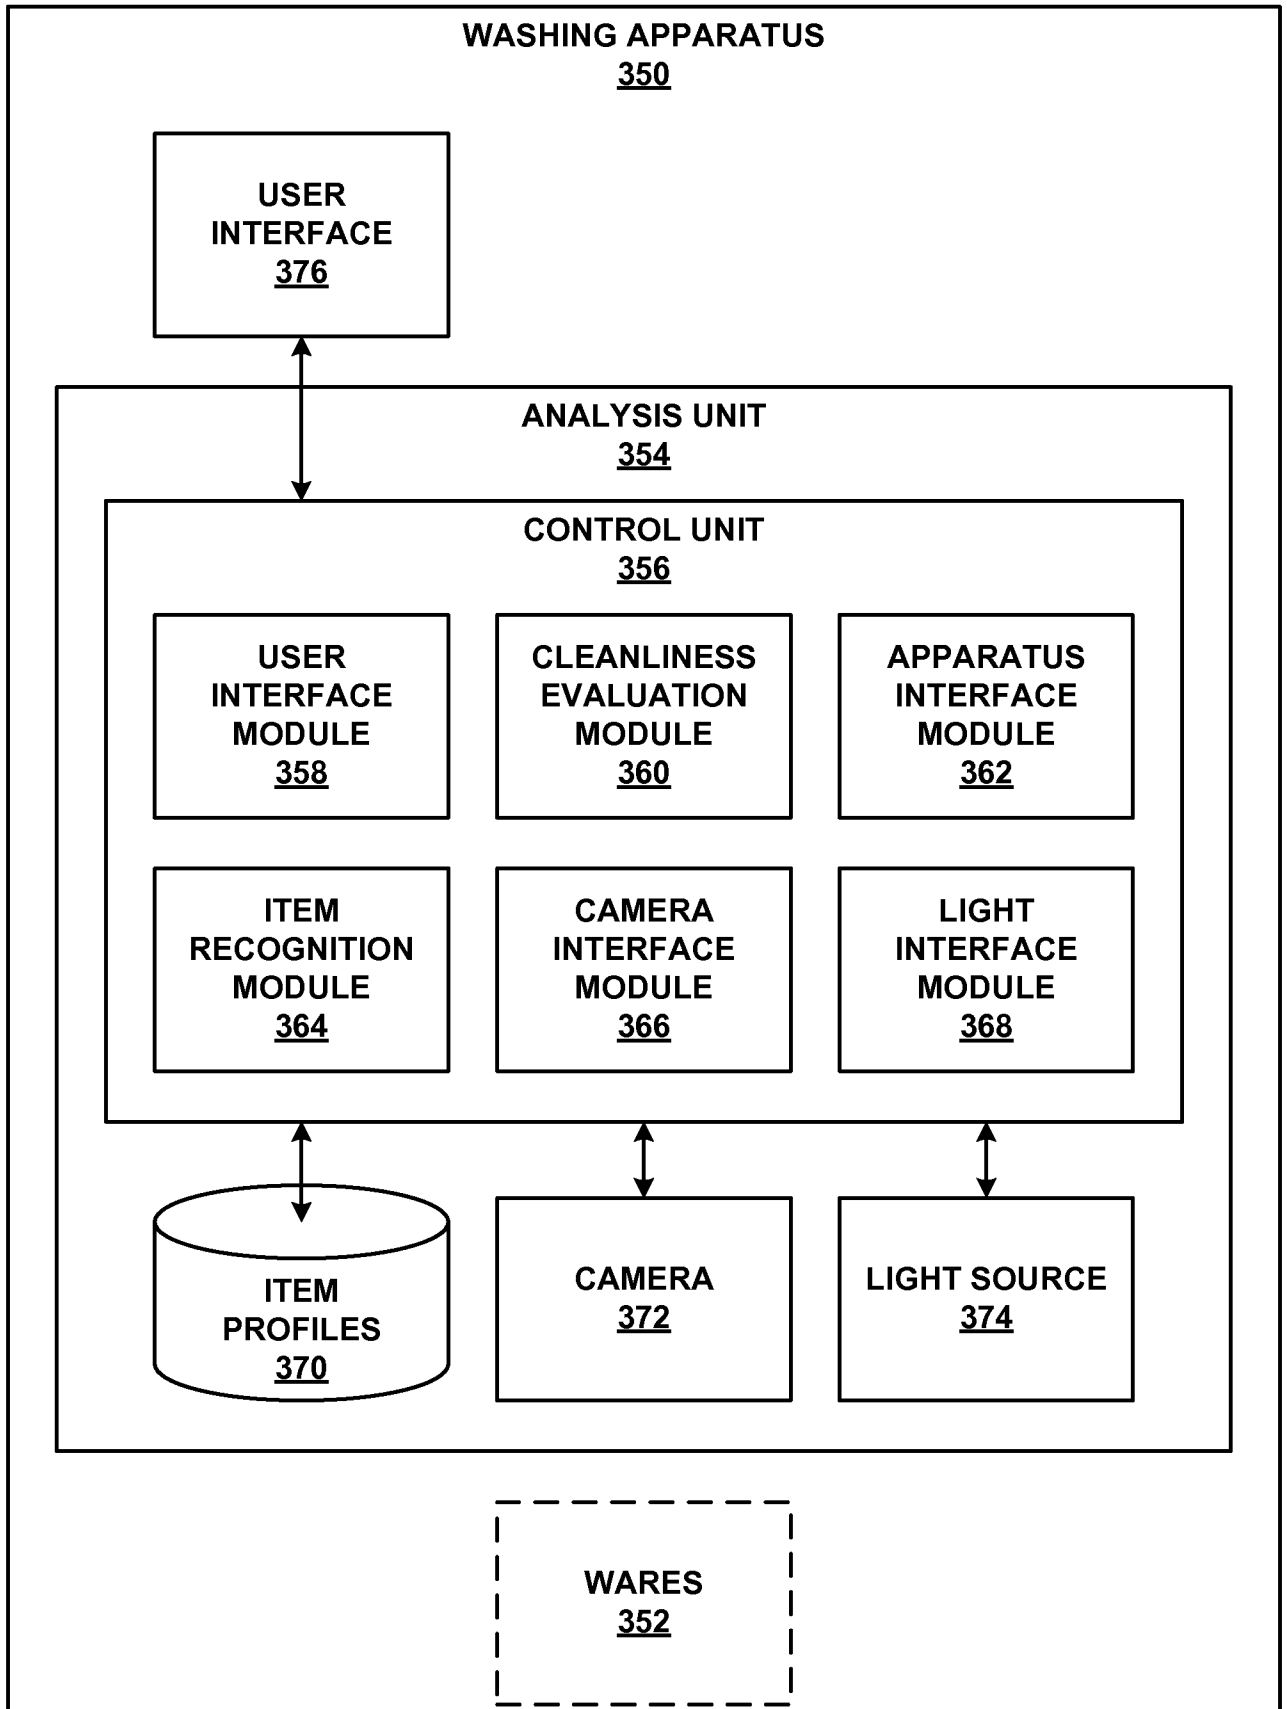 WASHING APPARATUS
350
USER
INTERFACE
376
ANALYSIS UNIT
354
CONTROL UNIT
356
USER
INTERFACE
MODULE
358
CLEANLINESS
EVALUATION
MODULE
360
APPARATUS
INTERFACE
MODULE
362
ITEM
RECOGNITION
MODULE
364
CAMERA
INTERFACE
MODULE
366
LIGHT
INTERFACE
MODULE
368
ITEM
PROFILES
370
CAMERA
372
LIGHT SOURCE
374
WARES
352